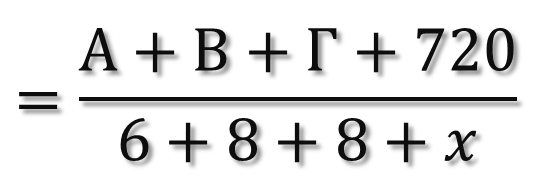 = (Α + Β + Γ + 720) / (6 + 8 + 8 + x)